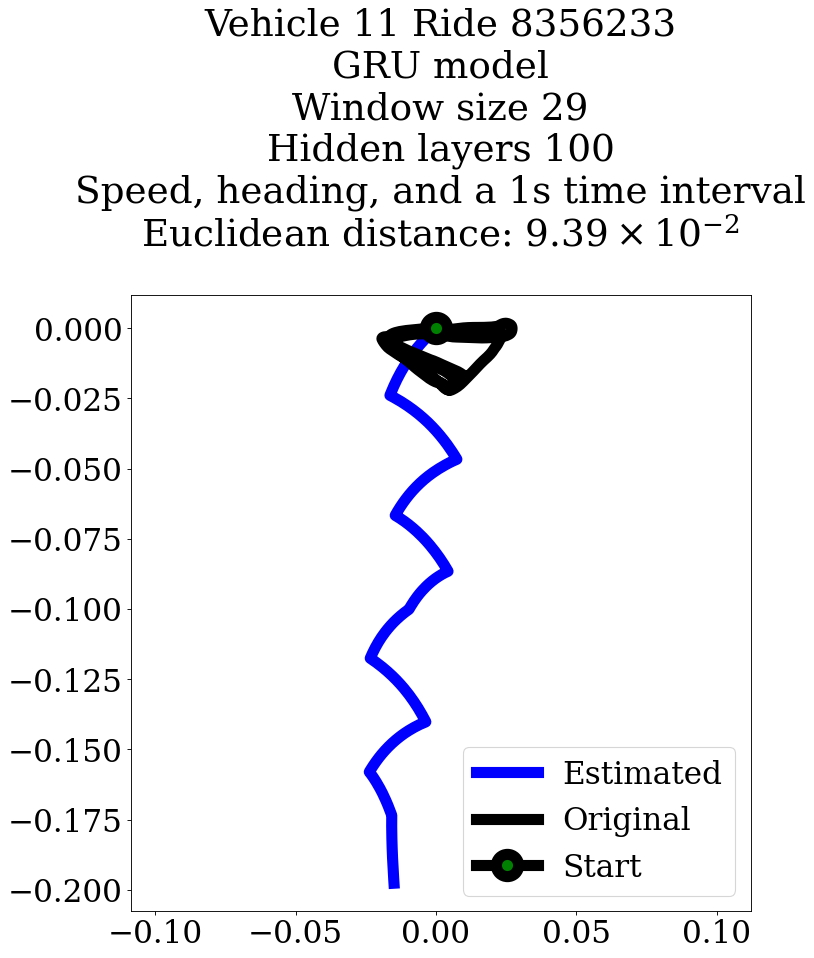 Vehicle 11 Ride 8356233
GRU model
Window size 29
Hidden layers 100
Speed, heading, and a 1s time interval
Euclidean distance: 9.39 × 10⁻²
0.000
−0.025
−0.050
−0.075
−0.100
−0.125
−0.150
−0.175
−0.200
Estimated
Original
Start
−0.10 −0.05 0.00 0.05 0.10